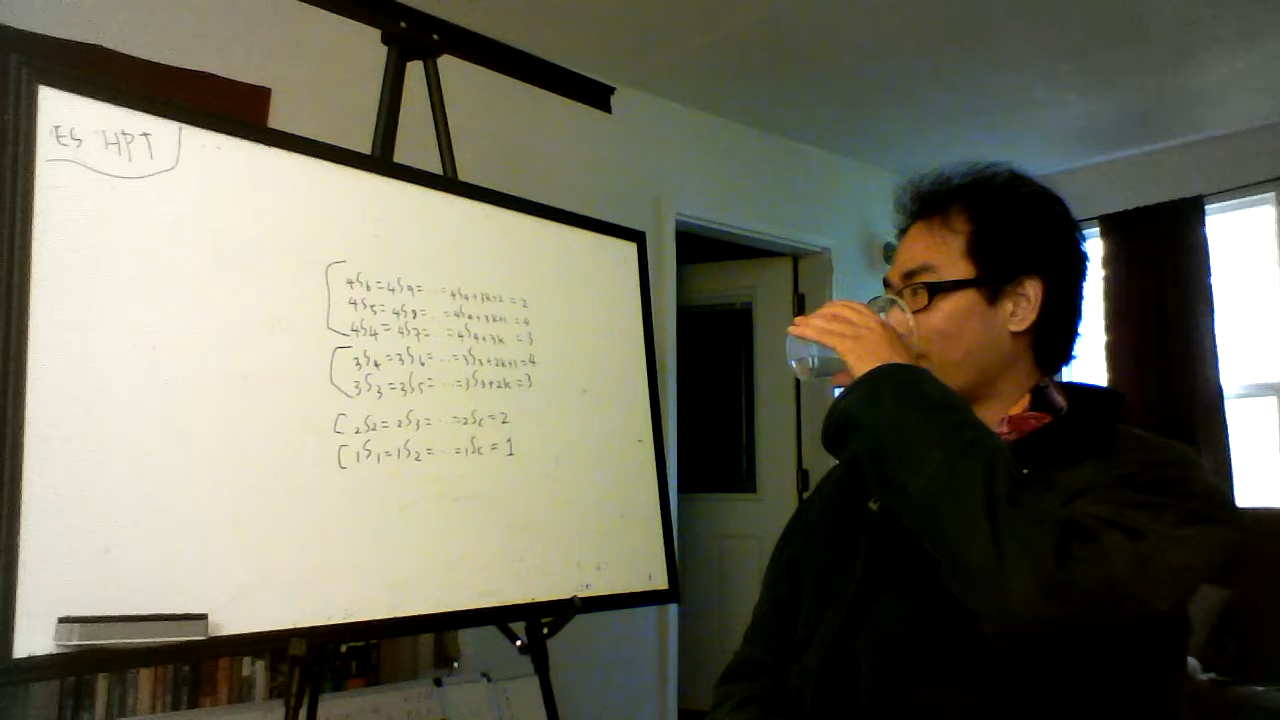 ES HPT
4S6 = 4S9 = ... = 4S4+3k+2 = 2
4S5 = 4S8 = ... = 4S4+3k+1 = 4
4S4 = 4S7 = ... = 4S4+3k = 3
3S4 = 3S6 = ... = 3S3+2k+1 = 4
3S3 = 3S5 = ... = 3S3+2k = 3
[ 2S2 = 2S3 = ... = 2Sc = 2
[ 1S1 = 1S2 = ... = 1Sc = 1